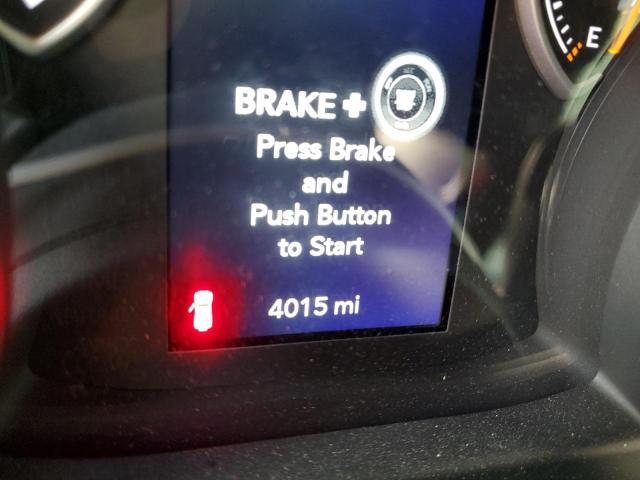 E
BRAKE +
Press Brake
and
Push Button
to Start
4015 mi